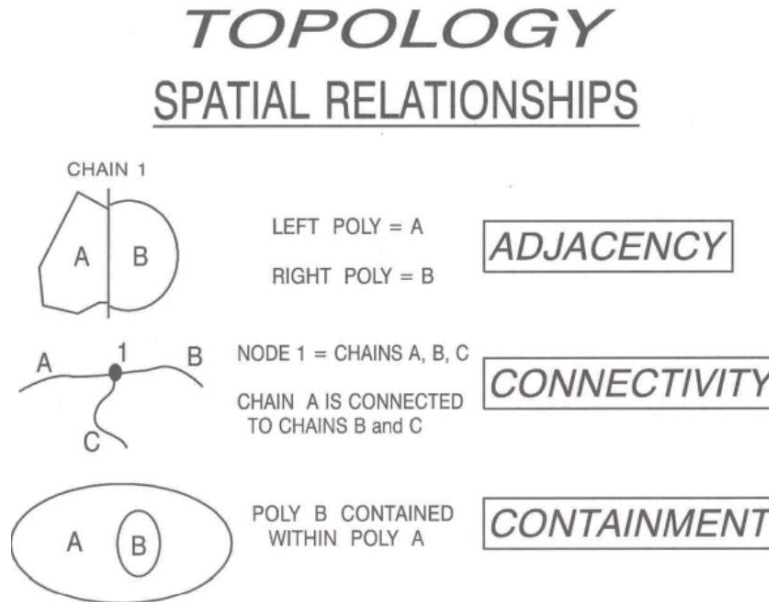 TOPOLOGY
SPATIAL RELATIONSHIPS
CHAIN 1
A B
LEFT POLY = A
RIGHT POLY = B
ADJACENCY
A 1 B
C
NODE 1 = CHAINS A, B, C
CHAIN A IS CONNECTED
TO CHAINS B and C
CONNECTIVITY
A B
POLY B CONTAINED
WITHIN POLY A
CONTAINMENT